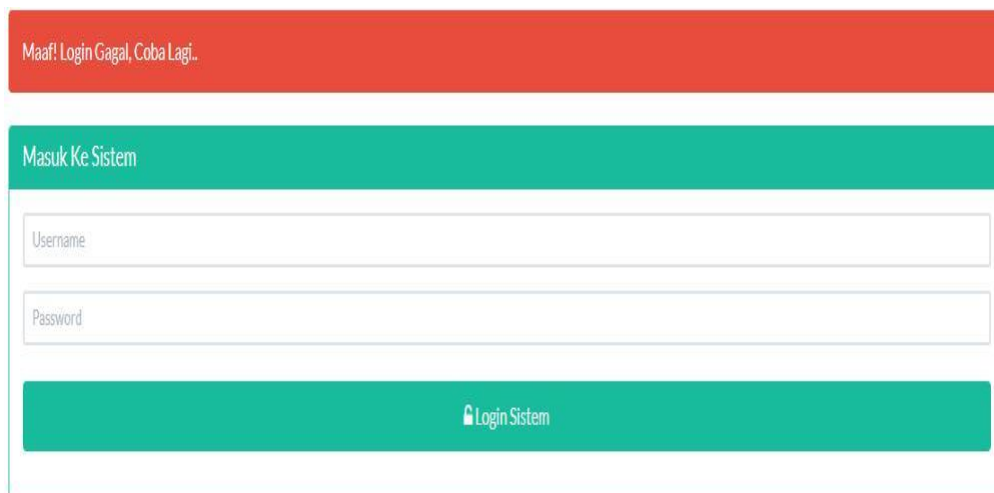 Maaf! Login Gagal, Coba Lagi..
Masuk Ke Sistem
Username
Password
Login Sistem